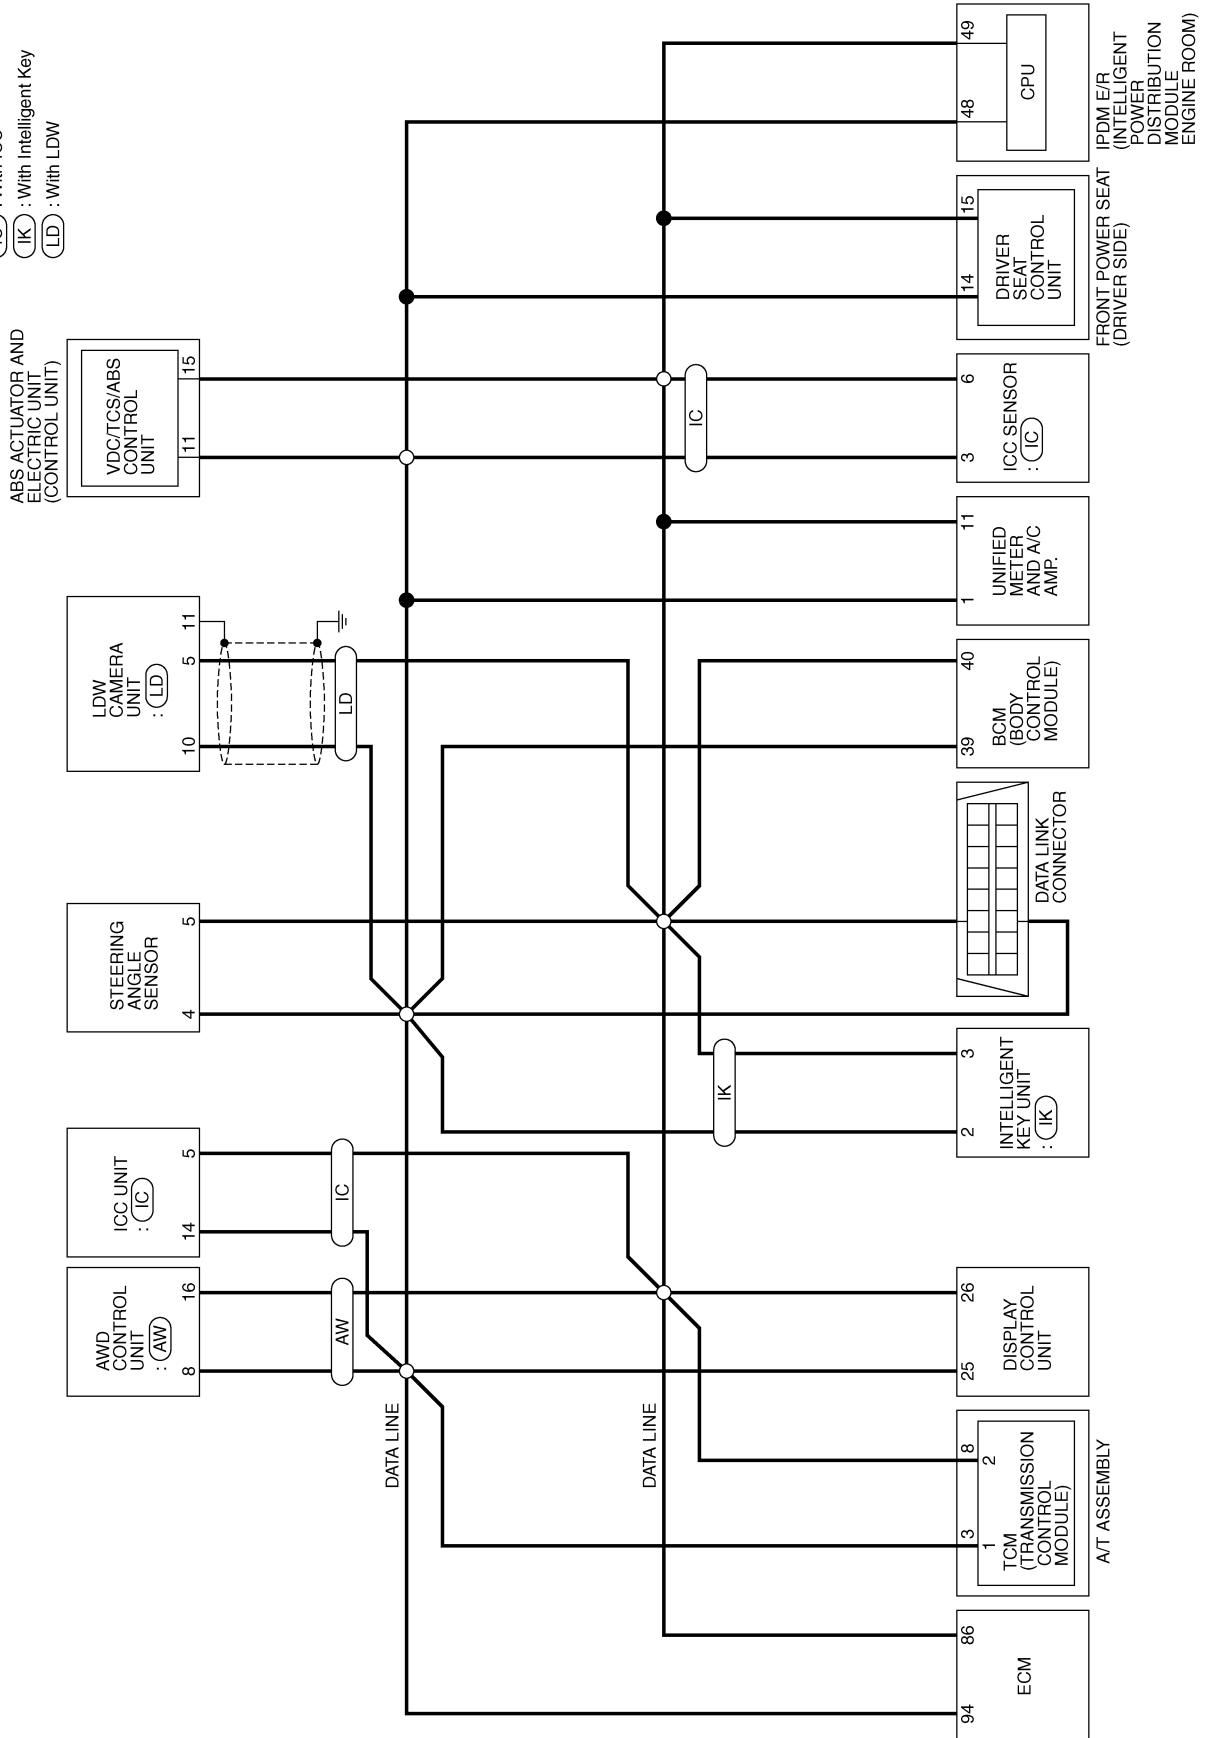 : With Intelligent Key
IK
: With LDW
LD
ABS ACTUATOR AND
ELECTRIC UNIT
(CONTROL UNIT)
VDC/TCS/ABS
CONTROL
UNIT
11
15
LDW
CAMERA
UNIT
: LD
10
5
11
LD
STEERING
ANGLE
SENSOR
4
5
ICC UNIT
: IC
14
5
IC
AWD
CONTROL
UNIT
: AW
8
16
AW
DATA LINE
DATA LINE
IC
IK
94
86
ECM
3
8
1
2
TCM
(TRANSMISSION
CONTROL
MODULE)
A/T ASSEMBLY
25
26
DISPLAY
CONTROL
UNIT
2
3
INTELLIGENT
KEY UNIT
: IK
DATA LINK
CONNECTOR
39
40
BCM
(BODY
CONTROL
MODULE)
1
11
UNIFIED
METER
AND A/C
AMP.
3
6
ICC SENSOR
: IC
14
15
DRIVER
SEAT
CONTROL
UNIT
FRONT POWER SEAT
(DRIVER SIDE)
48
49
CPU
IPDM E/R
(INTELLIGENT
POWER
DISTRIBUTION
MODULE
ENGINE ROOM)